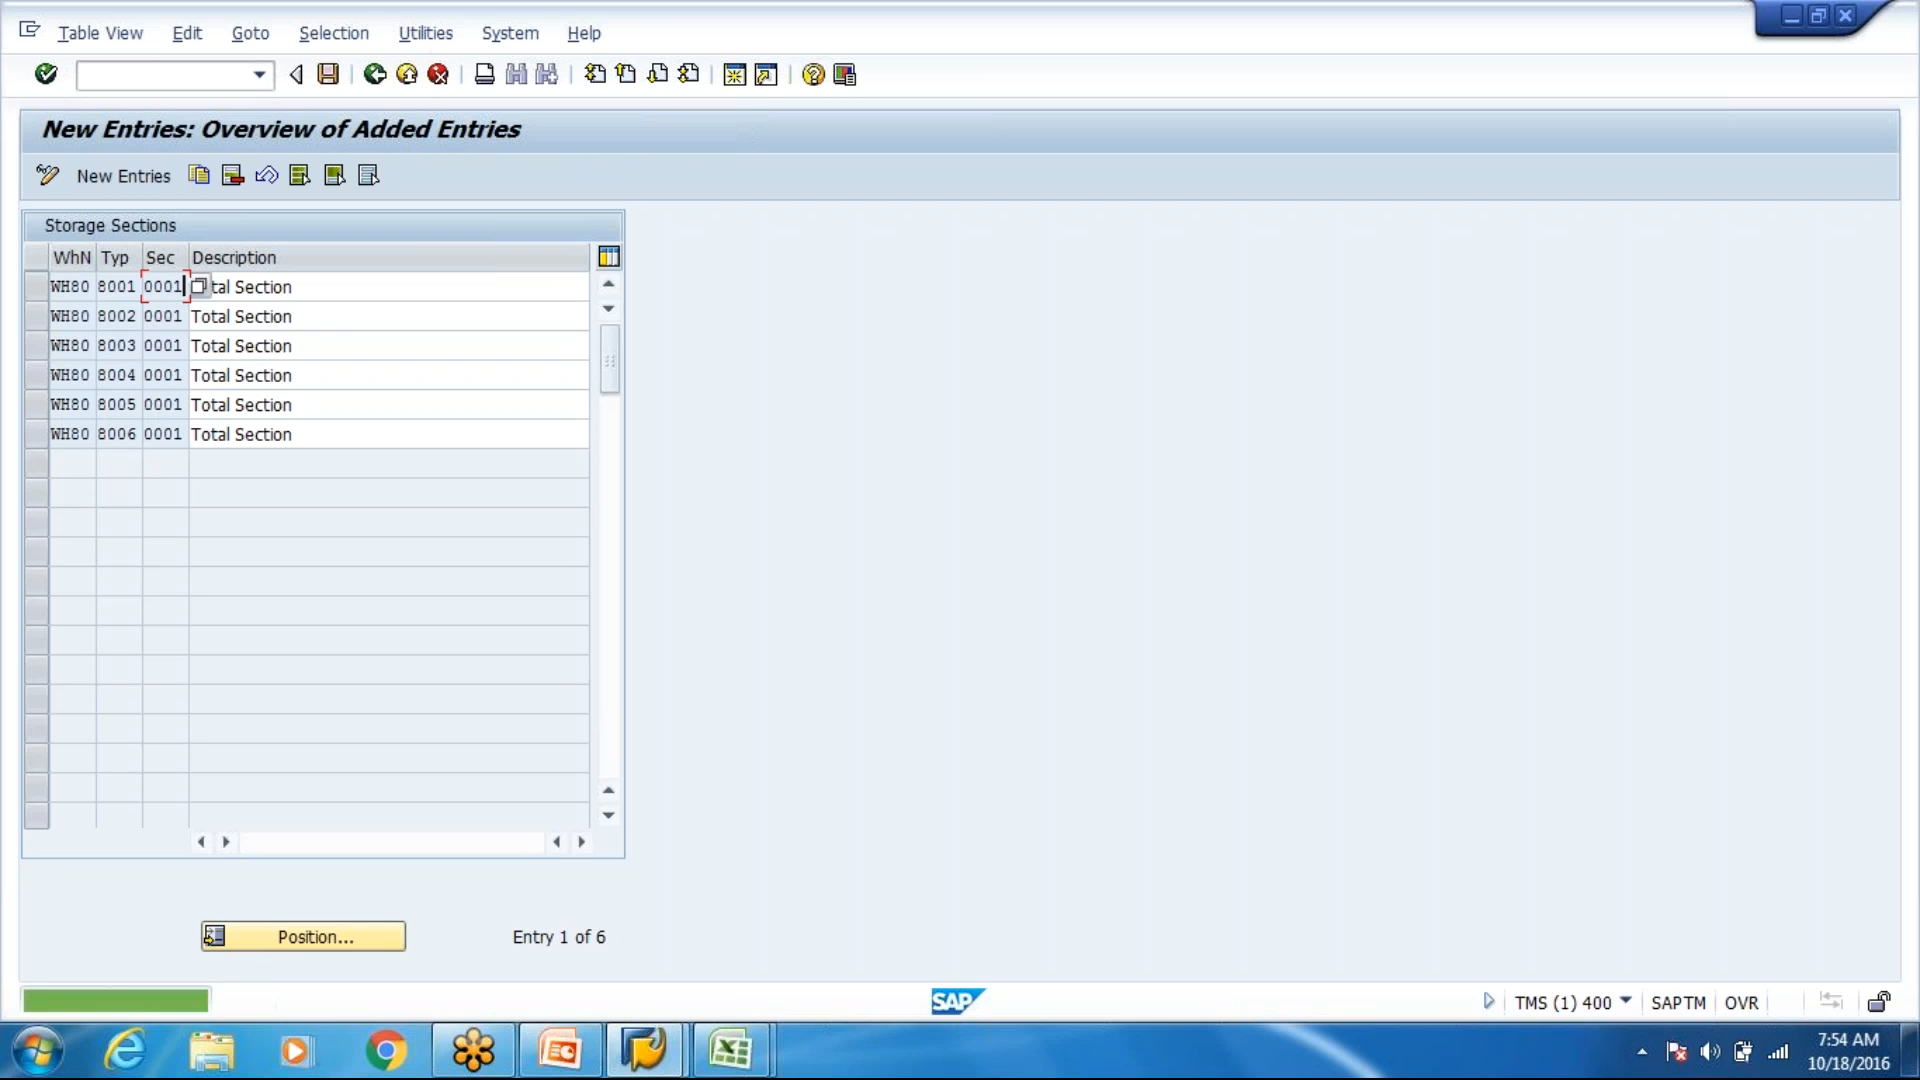 Table View Edit Goto Selection Utilities System Help
New Entries: Overview of Added Entries
New Entries
Storage Sections
WhN Typ Sec Description
WH80 8001 0001 tal Section
WH80 8002 0001 Total Section
WH80 8003 0001 Total Section
WH80 8004 0001 Total Section
WH80 8005 0001 Total Section
WH80 8006 0001 Total Section
Position... Entry 1 of 6
SAP TMS (1) 400 SAPTM OVR
7:54 AM
10/18/2016